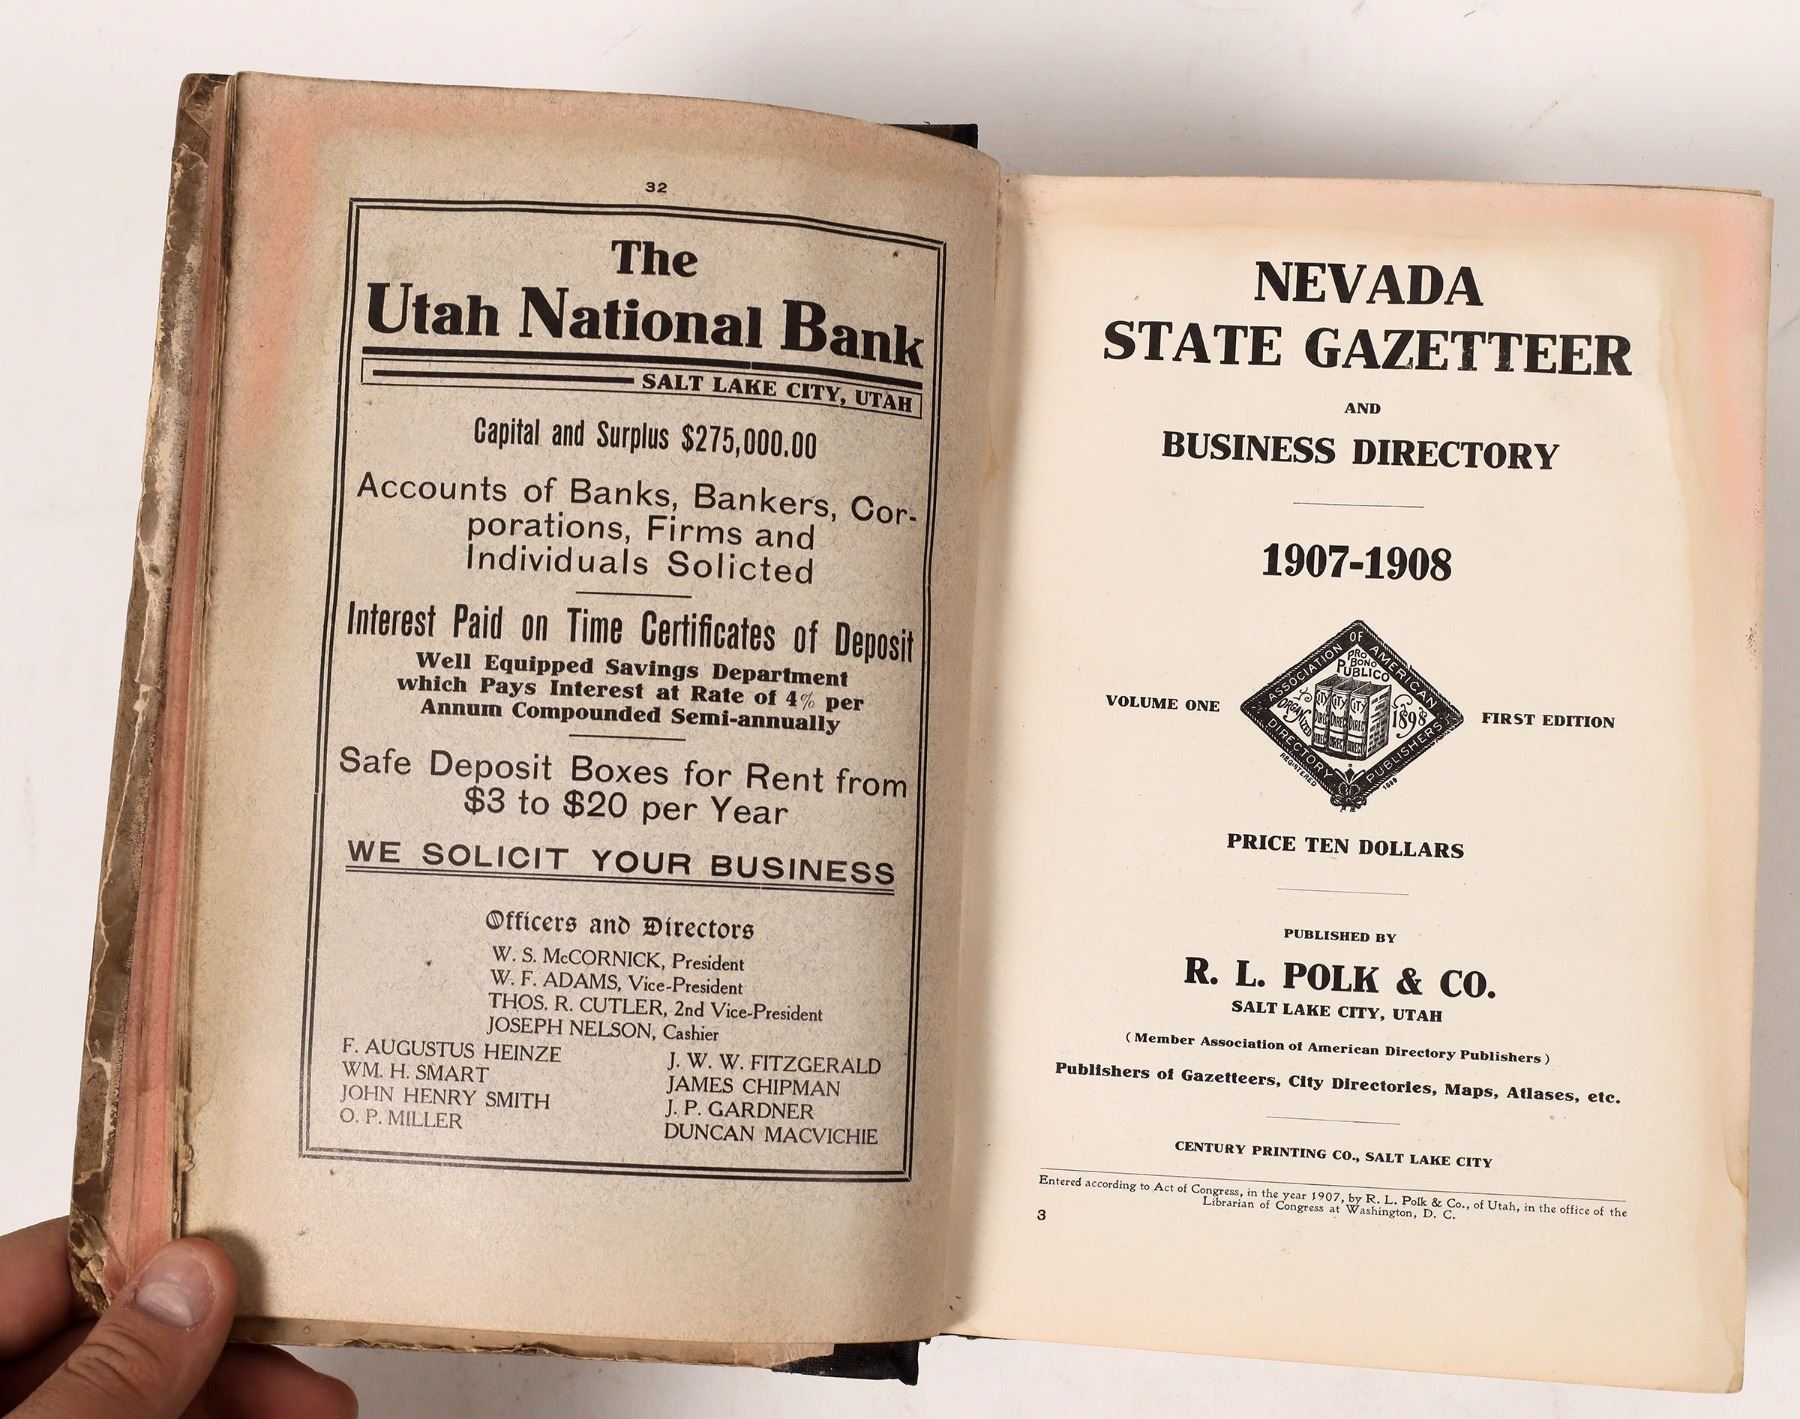 32
The
Utah National Bank
SALT LAKE CITY, UTAH
Capital and Surplus $275,000.00
Accounts of Banks, Bankers, Cor-
porations, Firms and
Individuals Solicted
Interest Paid on Time Certificates of Deposit
Well Equipped Savings Department
which Pays Interest at Rate of 4% per
Annum Compounded Semi-annually
Safe Deposit Boxes for Rent from
$3 to $20 per Year
WE SOLICIT YOUR BUSINESS
Officers and Directors
W. S. McCORNICK, President
W. F. ADAMS, Vice-President
THOS. R. CUTLER, 2nd Vice-President
JOSEPH NELSON, Cashier
F. AUGUSTUS HEINZE
WM. H. SMART
JOHN HENRY SMITH
O. P. MILLER
J. W. W. FITZGERALD
JAMES CHIPMAN
J. P. GARDNER
DUNCAN MACVICHIE
NEVADA
STATE GAZETTEER
AND
BUSINESS DIRECTORY
1907-1908
VOLUME ONE
ASSOCIATION OF AMERICAN
DIRECTORY PUBLISHERS
PRO
BONO
PUBLICO
ORGANIZED 1898
CITY CITY CITY
DIREC DIREC DIREC
REGISTERED 1899
FIRST EDITION
PRICE TEN DOLLARS
PUBLISHED BY
R. L. POLK & CO.
SALT LAKE CITY, UTAH
(Member Association of American Directory Publishers)
Publishers of Gazetteers, City Directories, Maps, Atlases, etc.
CENTURY PRINTING CO., SALT LAKE CITY
Entered according to Act of Congress, in the year 1907, by R. L. Polk & Co., of Utah, in the office of the
Librarian of Congress at Washington, D. C.
3